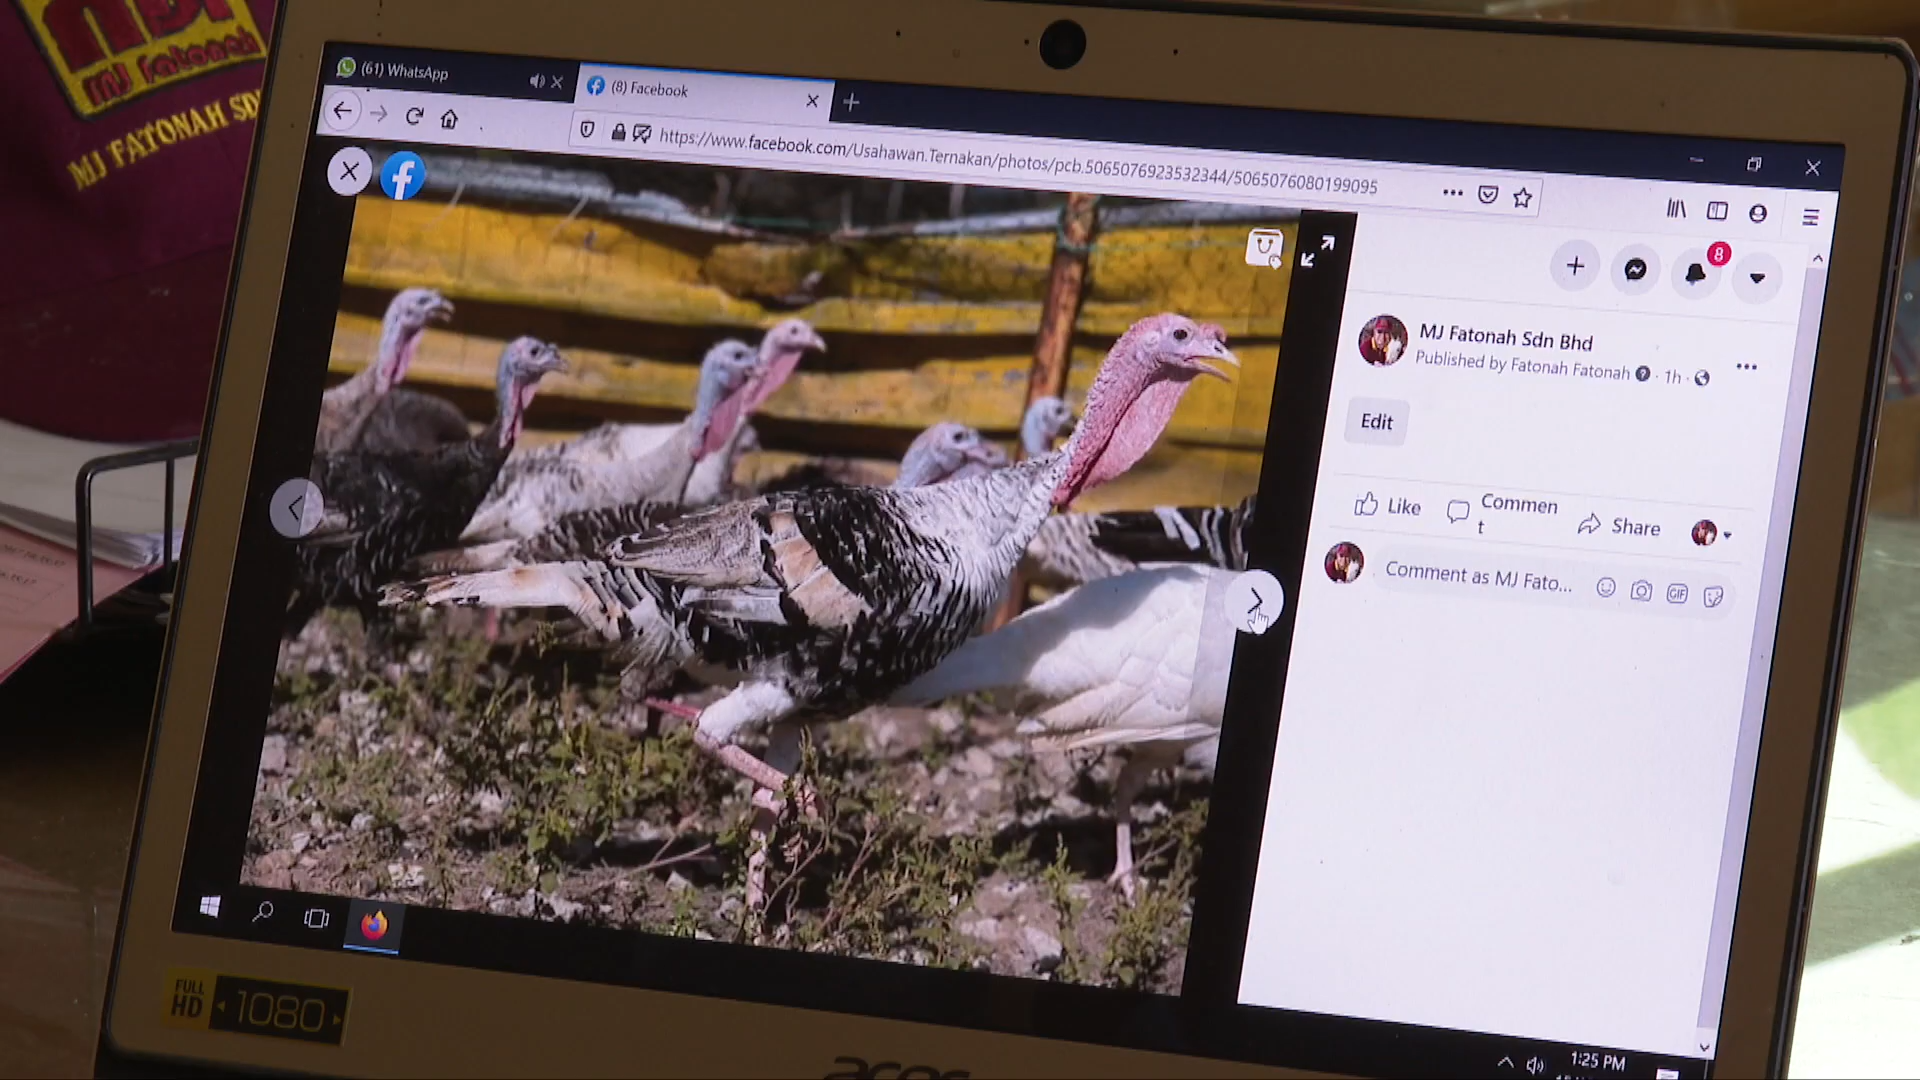 MJ Fatonah
MJ FATONAH SD
(61) WhatsApp
(8) Facebook
https://www.facebook.com/Usahawan.Ternakan/photos/pcb.5065076923532344/5065076080199095
8
MJ Fatonah Sdn Bhd
Published by Fatonah Fatonah · 1h ·
Edit
Like
Commen
t
Share
Comment as MJ Fato...
GIF
1:25 PM
FULL
HD
1080
acer